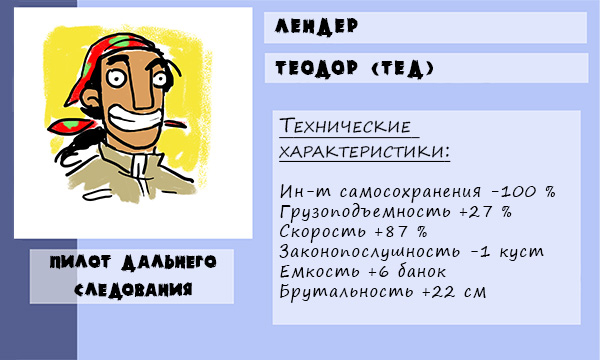 ЛЕНДЕР
ТЕОДОР (ТЕД)
ТЕХНИЧЕСКИЕ
ХАРАКТЕРИСТИКИ:
Ин-т самосохранения -100 %
Грузоподъемность +27 %
Скорость +87 %
Законопослушность -1 куст
Емкость +6 банок
Брутальность +22 см
ПИЛОТ ДАЛЬНЕГО
СЛЕДОВАНИЯ